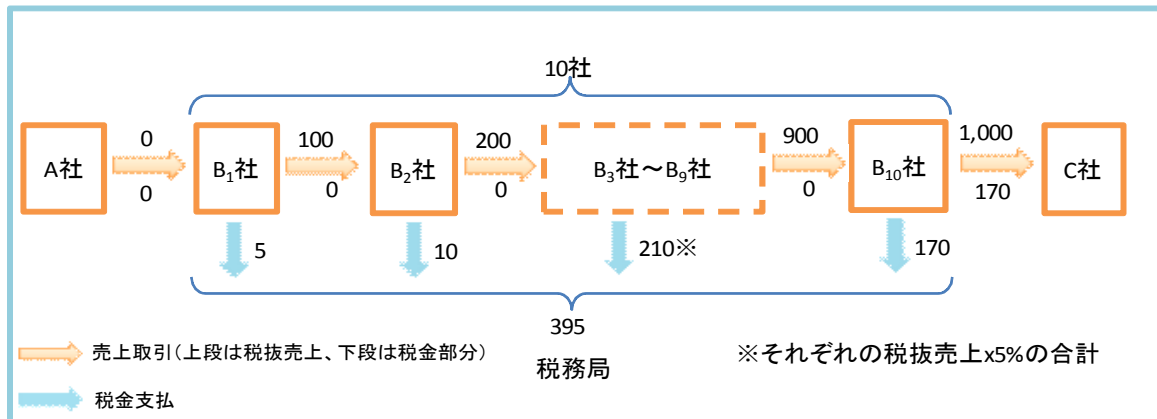 10社
0
100
200
900
1,000
A社
B1社
B2社
B3社～B9社
B10社
C社
0
0
0
0
170
5
10
210※
170
395
売上取引(上段は税抜売上、下段は税金部分)
税務局
※それぞれの税抜売上x5%の合計
税金支払